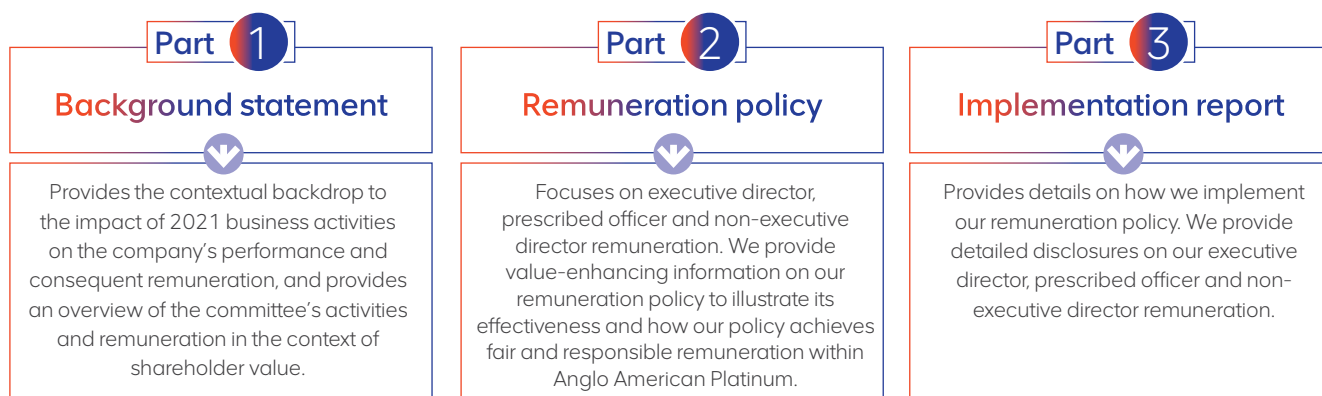 Part 1
Background statement
Provides the contextual backdrop to
the impact of 2021 business activities
on the company's performance and
consequent remuneration, and provides
an overview of the committee's activities
and remuneration in the context of
shareholder value.
Part 2
Remuneration policy
Focuses on executive director,
prescribed officer and non-executive
director remuneration. We provide
value-enhancing information on our
remuneration policy to illustrate its
effectiveness and how our policy achieves
fair and responsible remuneration within
Anglo American Platinum.
Part 3
Implementation report
Provides details on how we implement
our remuneration policy. We provide
detailed disclosures on our executive
director, prescribed officer and non-
executive director remuneration.